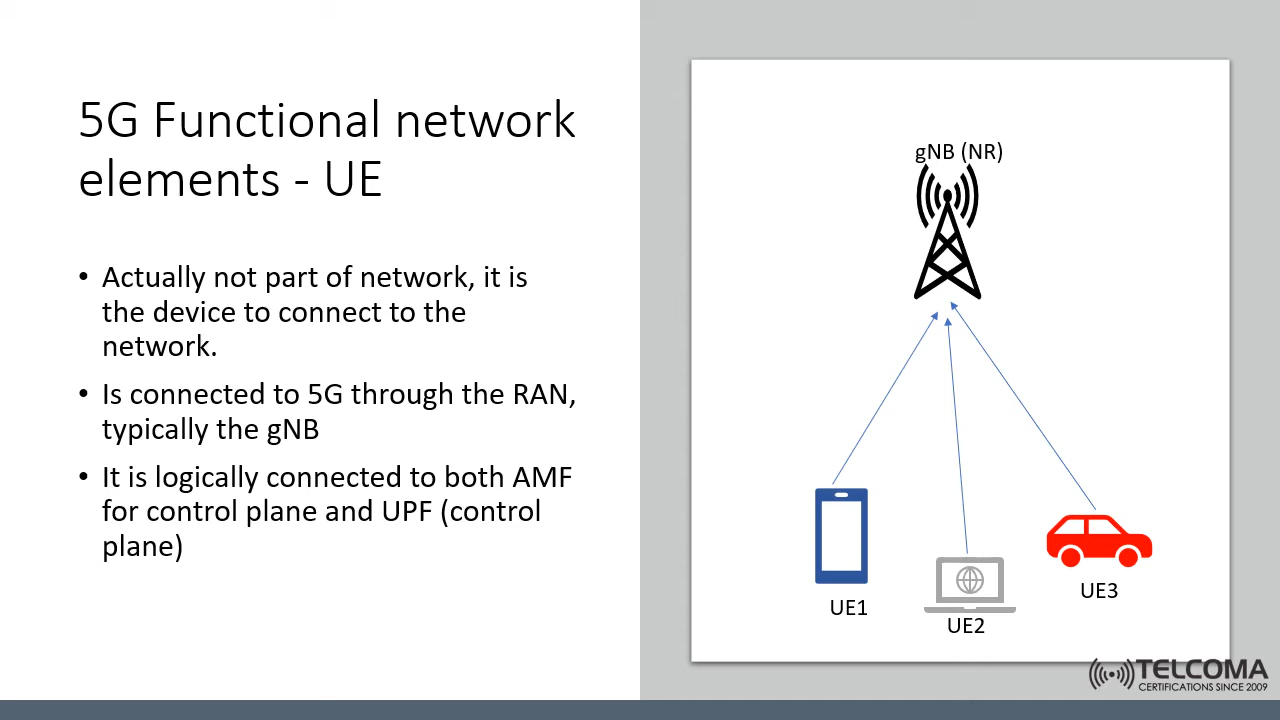 5G Functional network
elements - UE
• Actually not part of network, it is
the device to connect to the
network.
• Is connected to 5G through the RAN,
typically the gNB
• It is logically connected to both AMF
for control plane and UPF (control
plane)
gNB (NR)
UE1
UE2
UE3
TELCOMA
CERTIFICATIONS SINCE 2009